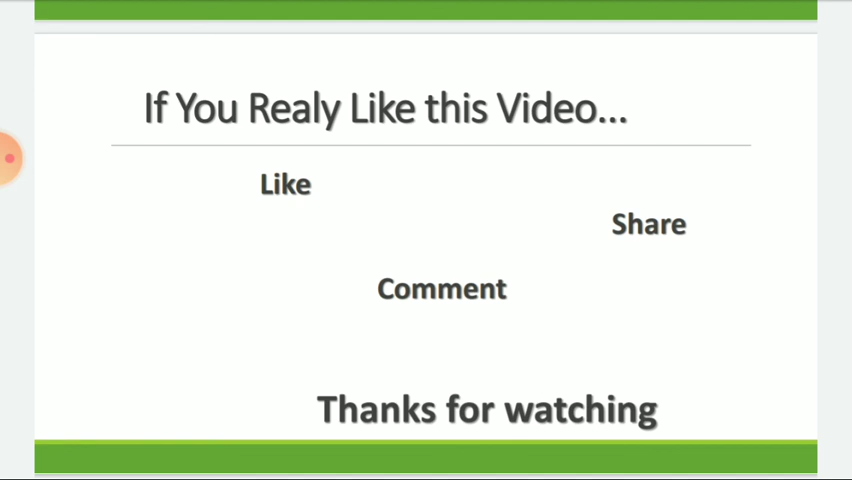 If You Realy Like this Video...
Like
Share
Comment
Thanks for watching